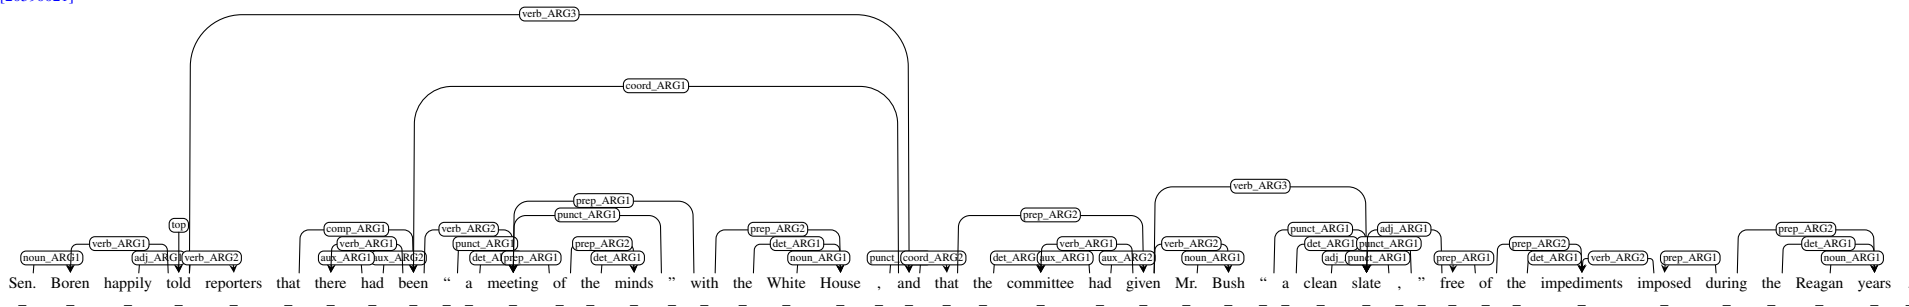 verb_ARG3
coord_ARG1
verb_ARG3
prep_ARG1
punct_ARG1 prep_ARG2
top comp_ARG1 verb_ARG2 prep_ARG2 punct_ARG1 adj_ARG1 prep_ARG2
verb_ARG1 verb_ARG1 punct_ARG1 prep_ARG2 det_ARG1 verb_ARG1 verb_ARG2 det_ARG1 punct_ARG1 prep_ARG2 det_ARG1
noun_ARG1 adj_ARG1 verb_ARG2 aux_ARG1 aux_ARG2 prep_ARG1 det_ARG1 noun_ARG1 coord_ARG2 aux_ARG1 aux_ARG2 noun_ARG1 punct_ARG1 prep_ARG1 det_ARG1 verb_ARG2 prep_ARG1 noun_ARG1
Sen. Boren happily told reporters that there had been “ a meeting of the minds ” with the White House , and that the committee had given Mr. Bush “ a clean slate , ” free of the impediments imposed during the Reagan years .